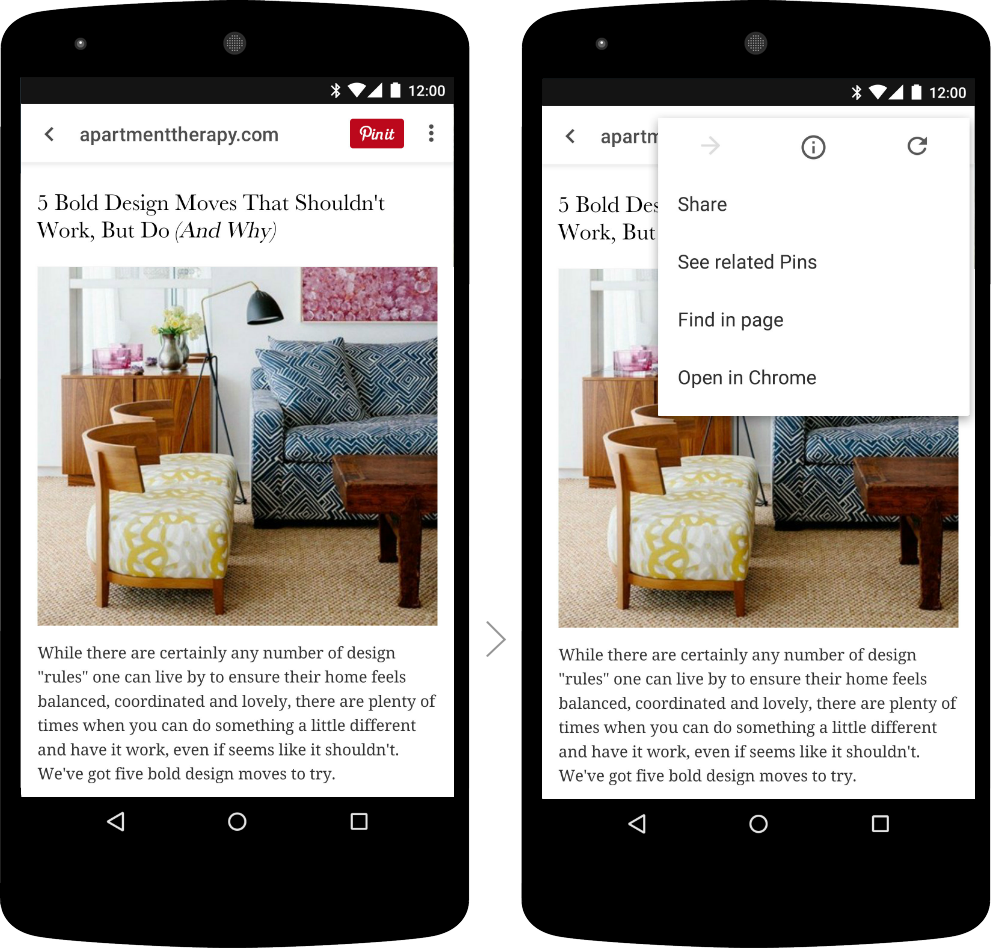 12:00
apartmenttherapy.com
Pin it
5 Bold Design Moves That Shouldn't
Work, But Do (And Why)
While there are certainly any number of design
"rules" one can live by to ensure their home feels
balanced, coordinated and lovely, there are plenty of
times when you can do something a little different
and have it work, even if seems like it shouldn't.
We've got five bold design moves to try.
12:00
apartm
Share
5 Bold Des
Work, But
See related Pins
Find in page
Open in Chrome
While there are certainly any number of design
"rules" one can live by to ensure their home feels
balanced, coordinated and lovely, there are plenty of
times when you can do something a little different
and have it work, even if seems like it shouldn't.
We've got five bold design moves to try.